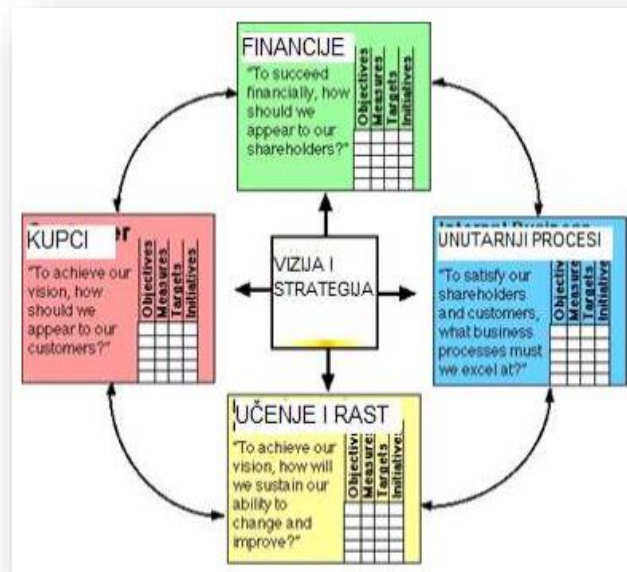 FINANCIJE
"To succeed
financially, how
should we
appear to our
shareholders?"
Objectives
Measures
Targets
Initiatives
KUPCI
"To achieve our
vision, how
should we
appear to our
customers?"
Objectives
Measures
Targets
Initiatives
VIZIJA I
STRATEGIJA
UNUTARNJI PROCESI
"To satisfy our
shareholders
and customers,
what business
processes must
we excel at?"
Objectives
Measures
Targets
Initiatives
UČENJE I RAST
"To achieve our
vision, how will
we sustain our
ability to
change and
improve?"
Objectives
Measures
Targets
Initiatives